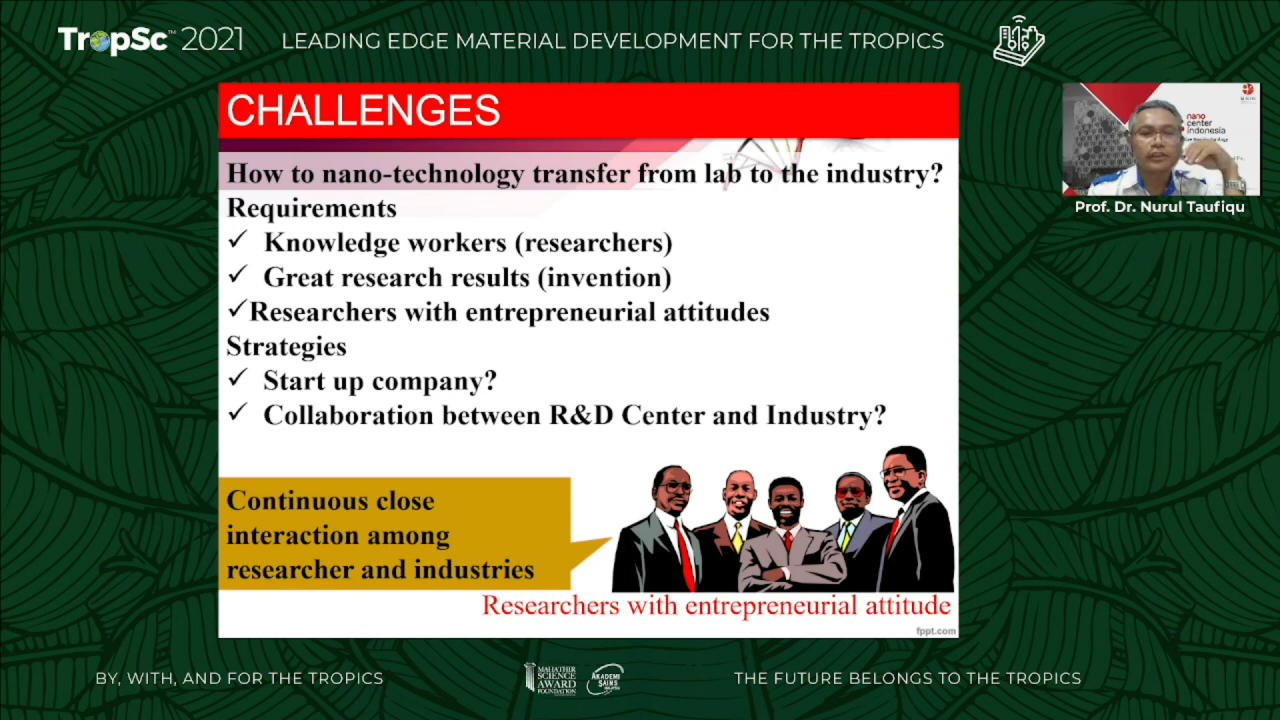 TropSc™ 2021
LEADING EDGE MATERIAL DEVELOPMENT FOR THE TROPICS
CHALLENGES
nano
center
indonesia
How to nano-technology transfer from lab to the industry?
Requirements
✓ Knowledge workers (researchers)
✓ Great research results (invention)
✓Researchers with entrepreneurial attitudes
Strategies
✓ Start up company?
✓ Collaboration between R&D Center and Industry?
Prof. Dr. Nurul Taufiqu
Continuous close
interaction among
researcher and industries
Researchers with entrepreneurial attitude
fppt.com
BY, WITH, AND FOR THE TROPICS
MAHATHIR
SCIENCE
AWARD
FOUNDATION
AKADEMI
SAINS
THE FUTURE BELONGS TO THE TROPICS